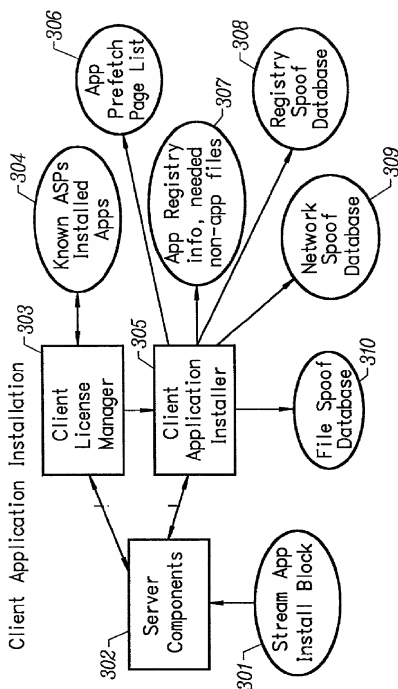 Client Application Installation
303
Client
License
Manager
304
Known ASPs
Installed
Apps
306
App
Prefetch
Page List
302
Server
Components
305
Client
Application
Installer
307
App Registry
info, needed
non-app files
308
Registry
Spoof
Database
309
Network
Spoof
Database
301
Stream App
Install Block
310
File Spoof
Database